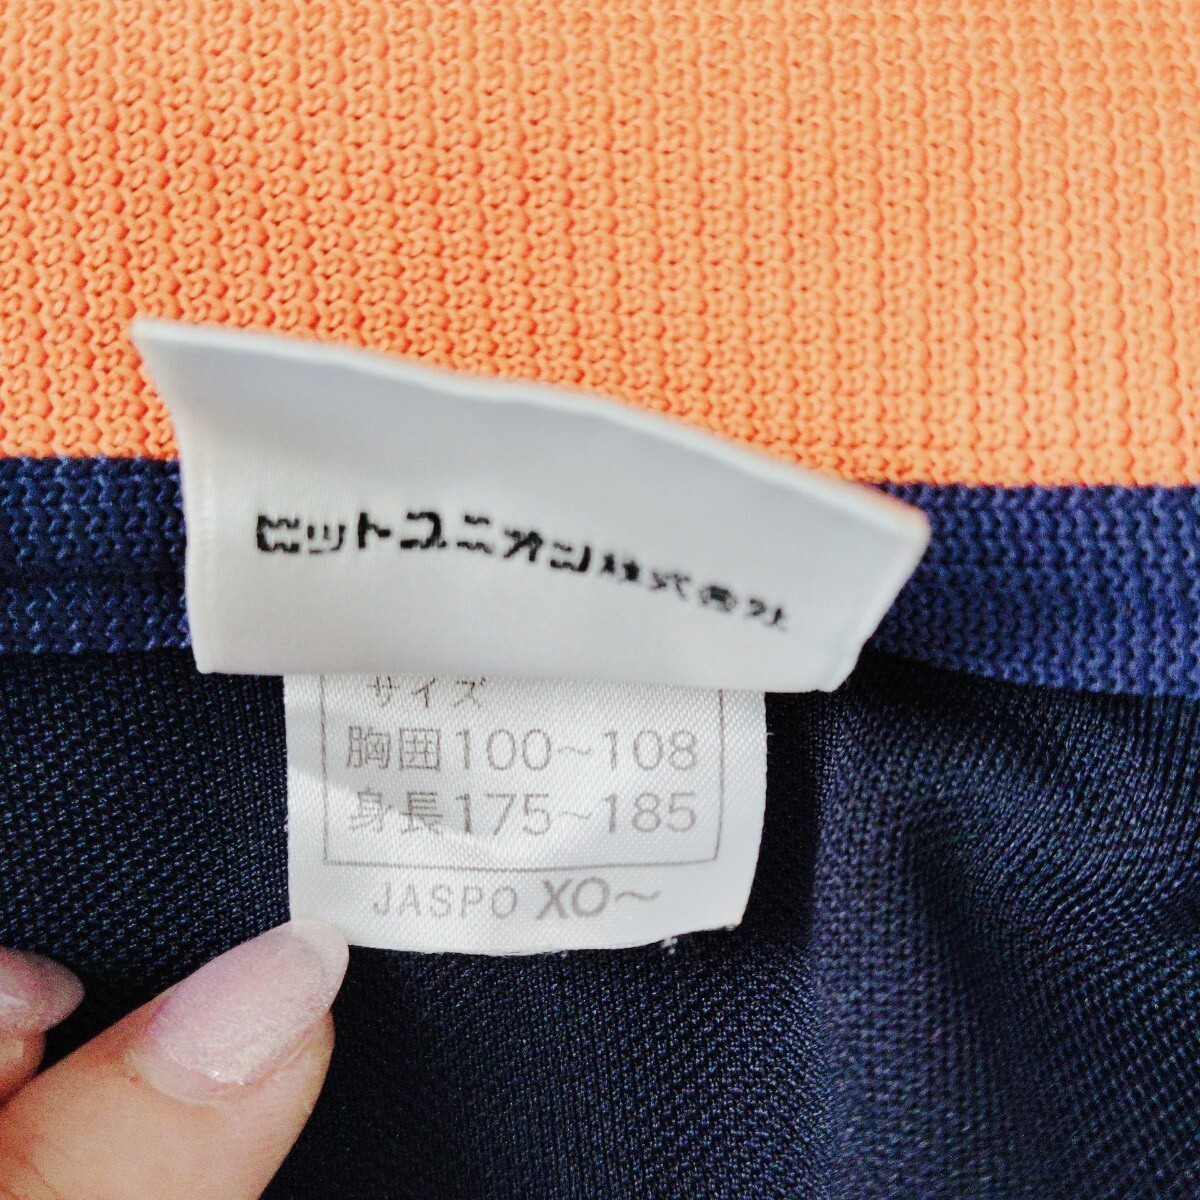 ヒットユニオン株式会社
サイズ
胸囲100~108
身長175~185
JASPO XO~